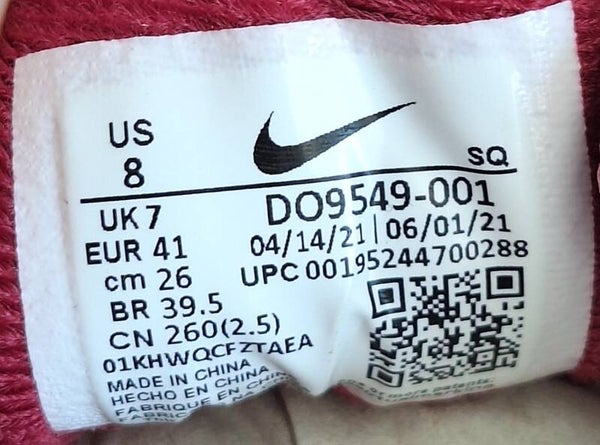 US
8
SQ
UK 7
DO9549-001
EUR 41
04/14/21 | 06/01/21
cm 26
UPC 00195244700288
BR 39.5
CN 260(2.5)
01KHWQCFZTAEA
MADE IN CHINA
HECHO EN CHINA
FABRIQUE EN CHINE